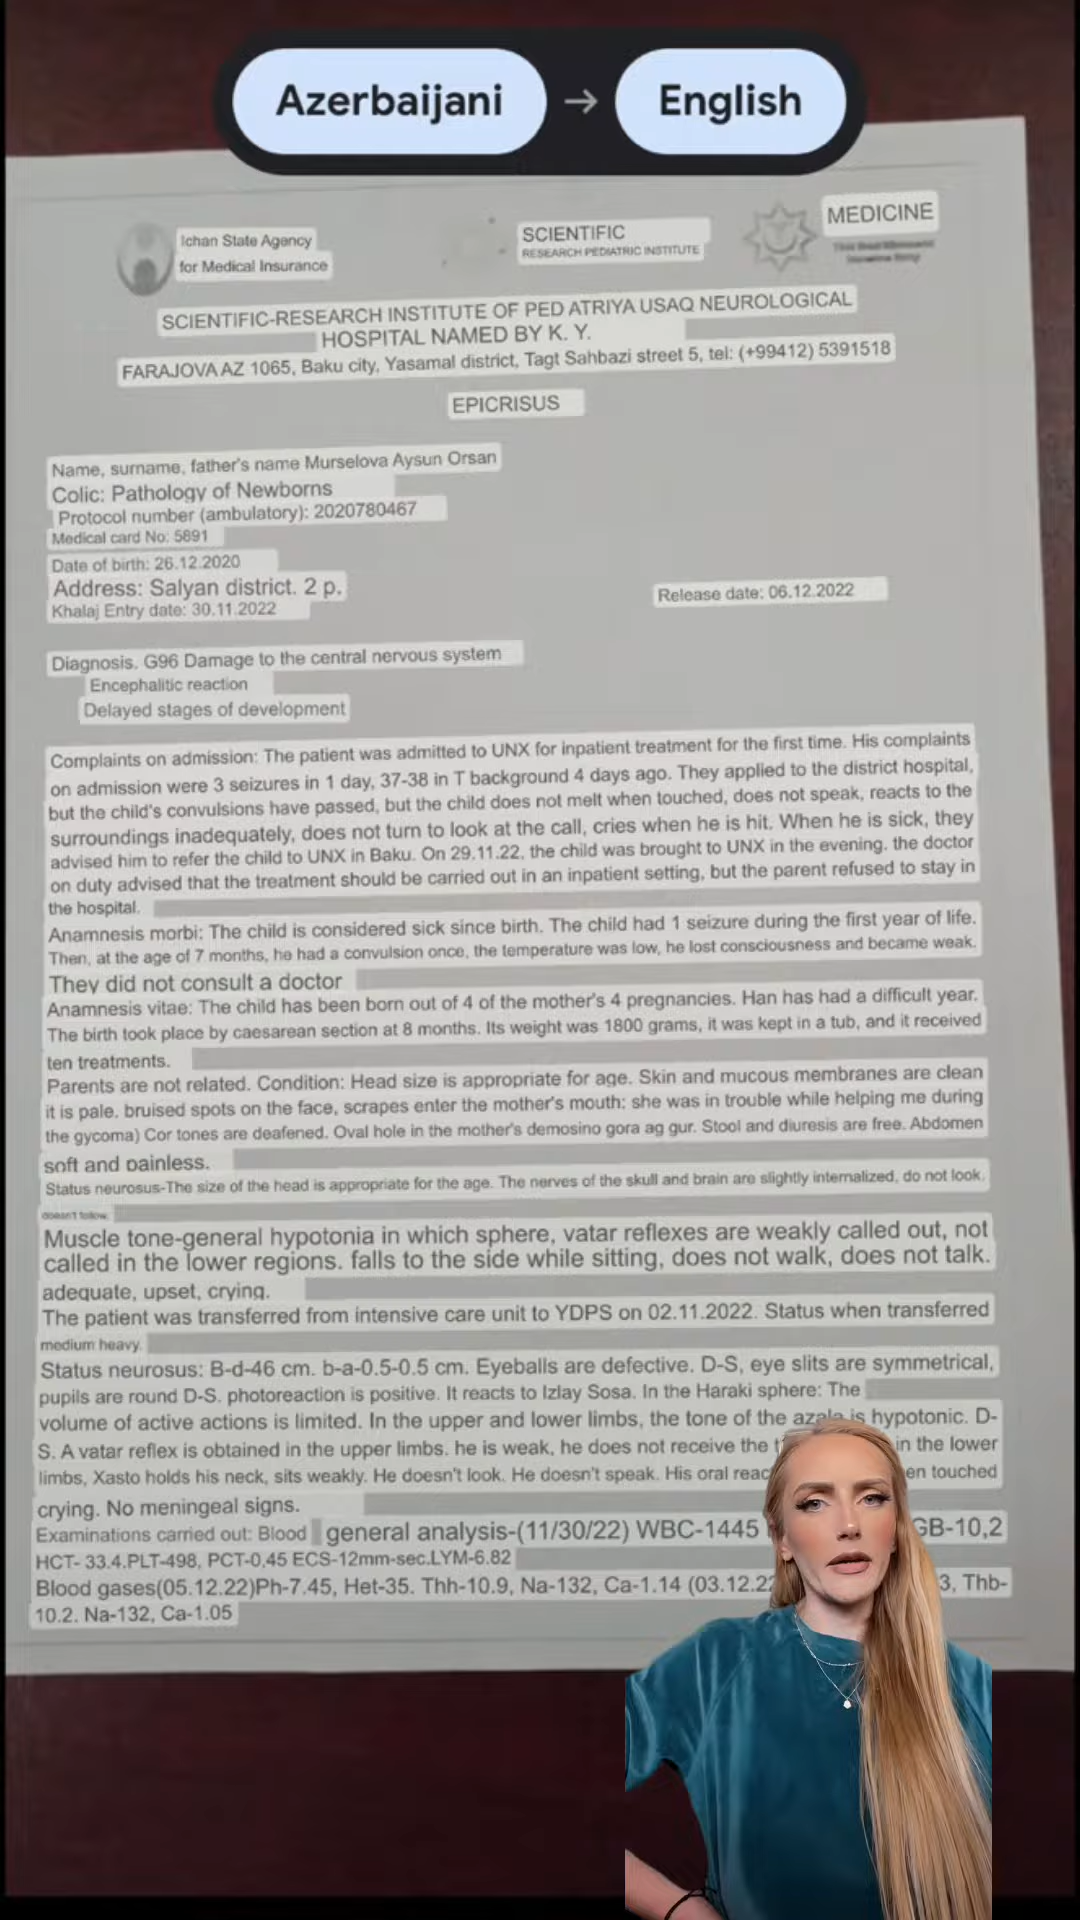 Azerbaijani → English
Ichan State Agency
for Medical Insurance
SCIENTIFIC
RESEARCH PEDIATRIC INSTITUTE
MEDICINE
SCIENTIFIC-RESEARCH INSTITUTE OF PED ATRIYA USAQ NEUROLOGICAL
HOSPITAL NAMED BY K. Y.
FARAJOVA AZ 1065, Baku city, Yasamal district, Tagt Sahbazi street 5, tel: (+99412) 5391518
EPICRISUS
Name, surname, father's name Murselova Aysun Orsan
Colic: Pathology of Newborns
Protocol number (ambulatory): 2020780467
Medical card No: 5891
Date of birth: 26.12.2020
Address: Salyan district. 2 p.
Khalaj Entry date: 30.11.2022
Release date: 06.12.2022
Diagnosis. G96 Damage to the central nervous system
Encephalitic reaction
Delayed stages of development
Complaints on admission: The patient was admitted to UNX for inpatient treatment for the first time. His complaints
on admission were 3 seizures in 1 day, 37-38 in T background 4 days ago. They applied to the district hospital,
but the child's convulsions have passed, but the child does not melt when touched, does not speak, reacts to the
surroundings inadequately, does not turn to look at the call, cries when he is hit. When he is sick, they
advised him to refer the child to UNX in Baku. On 29.11.22, the child was brought to UNX in the evening. the doctor
on duty advised that the treatment should be carried out in an inpatient setting, but the parent refused to stay in
the hospital.
Anamnesis morbi: The child is considered sick since birth. The child had 1 seizure during the first year of life.
Then, at the age of 7 months, he had a convulsion once, the temperature was low, he lost consciousness and became weak.
They did not consult a doctor
Anamnesis vitae: The child has been born out of 4 of the mother's 4 pregnancies. Han has had a difficult year.
The birth took place by caesarean section at 8 months. Its weight was 1800 grams, it was kept in a tub, and it received
ten treatments.
Parents are not related. Condition: Head size is appropriate for age. Skin and mucous membranes are clean
it is pale. bruised spots on the face, scrapes enter the mother's mouth: she was in trouble while helping me during
the gycoma) Cor tones are deafened. Oval hole in the mother's demosino gora ag gur. Stool and diuresis are free. Abdomen
soft and painless.
Status neurosus-The size of the head is appropriate for the age. The nerves of the skull and brain are slightly internalized, do not look.
doesn't follow.
Muscle tone-general hypotonia in which sphere, vatar reflexes are weakly called out, not
called in the lower regions. falls to the side while sitting, does not walk, does not talk.
adequate, upset, crying.
The patient was transferred from intensive care unit to YDPS on 02.11.2022. Status when transferred
medium heavy.
Status neurosus: B-d-46 cm. b-a-0.5-0.5 cm. Eyeballs are defective. D-S, eye slits are symmetrical,
pupils are round D-S. photoreaction is positive. It reacts to Izlay Sosa. In the Haraki sphere: The
volume of active actions is limited. In the upper and lower limbs, the tone of the azale is hypotonic. D-
S. A vatar reflex is obtained in the upper limbs. he is weak, he does not receive the in the lower
limbs, Xasto holds his neck, sits weakly. He doesn't look. He doesn't speak. His oral touched
crying. No meningeal signs.
Examinations carried out: Blood general analysis-(11/30/22) WBC-1445 GB-10,2
HCT- 33.4.PLT-498, PCT-0,45 ECS-12mm-sec.LYM-6.82
Blood gases(05.12.22)Ph-7.45, Het-35. Thh-10.9, Na-132, Ca-1.14 3, Thb-
10.2. Na-132, Ca-1.05